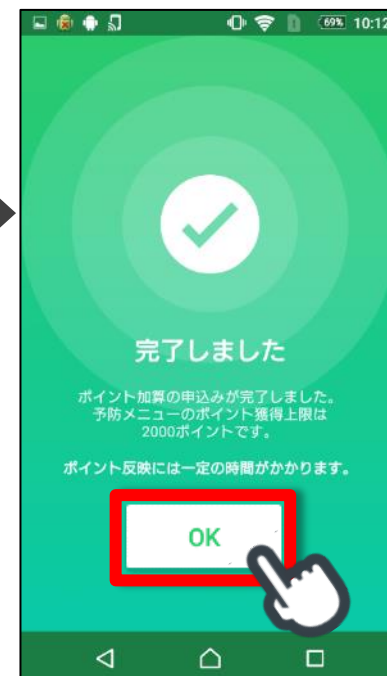 69% 10:12
完了しました
ポイント加算の申込みが完了しました。
予防メニューのポイント獲得上限は
2000ポイントです。
ポイント反映には一定の時間がかかります。
OK